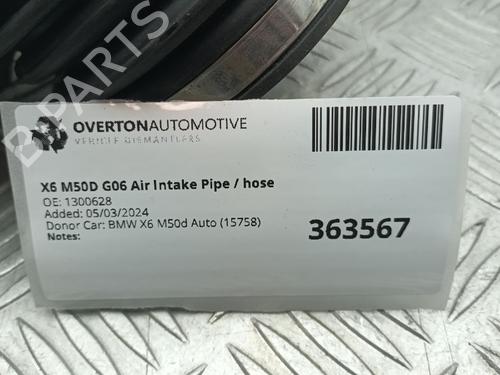 B-PARTS
OVERTONAUTOMOTIVE
VEHICLE DISMANTLERS
X6 M50D G06 Air Intake Pipe / hose
OE: 1300628
Added: 05/03/2024
Donor Car: BMW X6 M50d Auto (15758)
Notes:
363567